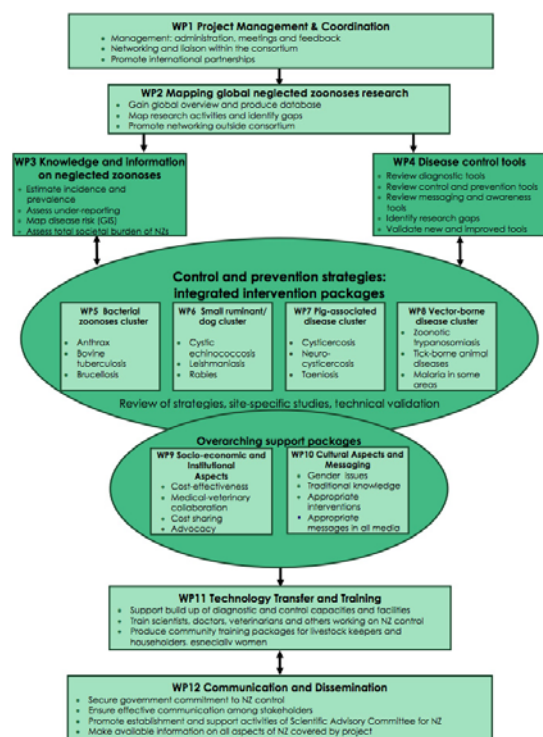 WP1 Project Management & Coordination
• Management: administration, meetings and feedback
• Networking and liaison within the consortium
• Promote international partnerships
WP2 Mapping global neglected zoonoses research
• Gain global overview and produce database
• Map research activities and identify gaps
• Promote networking outside consortium
WP3 Knowledge and information
on neglected zoonoses
• Estimate incidence and
prevalence
• Assess under-reporting
• Map disease risk (GIS)
• Assess total societal burden of NZs
WP4 Disease control tools
• Review diagnostic tools
• Review control and prevention tools
• Review messaging and awareness
tools
• Identify research gaps
• Validate new and improved tools
Control and prevention strategies:
integrated intervention packages
WP5 Bacterial
zoonoses cluster
• Anthrax
• Bovine
tuberculosis
• Brucellosis
WP6 Small ruminant/
dog cluster
• Cystic
echinococcosis
• Leishmaniasis
• Rabies
WP7 Pig-associated
disease cluster
• Cysticercosis
• Neuro-
cysticercosis
• Taeniosis
WP8 Vector-borne
disease cluster
• Zoonotic
trypanosomiasis
• Tick-borne animal
diseases
• Malaria in some
areas
Review of strategies, site-specific studies, technical validation
Overarching support packages
WP9 Socio-economic and
Institutional
Aspects
• Cost-effectiveness
• Medical-veterinary
collaboration
• Cost sharing
• Advocacy
WP10 Cultural Aspects and
Messaging
• Gender issues
• Traditional knowledge
• Appropriate
interventions
• Appropriate
messages in all media
WP11 Technology Transfer and Training
• Support build up of diagnostic and control capacities and facilities
• Train scientists, doctors, veterinarians and others working on NZ control
• Produce community training packages for livestock keepers and
householders, especially women
WP12 Communication and Dissemination
• Secure government commitment to NZ control
• Ensure effective communication among stakeholders
• Promote establishment and support activities of Scientific Advisory Committee for NZ
• Make available information on all aspects of NZ covered by project